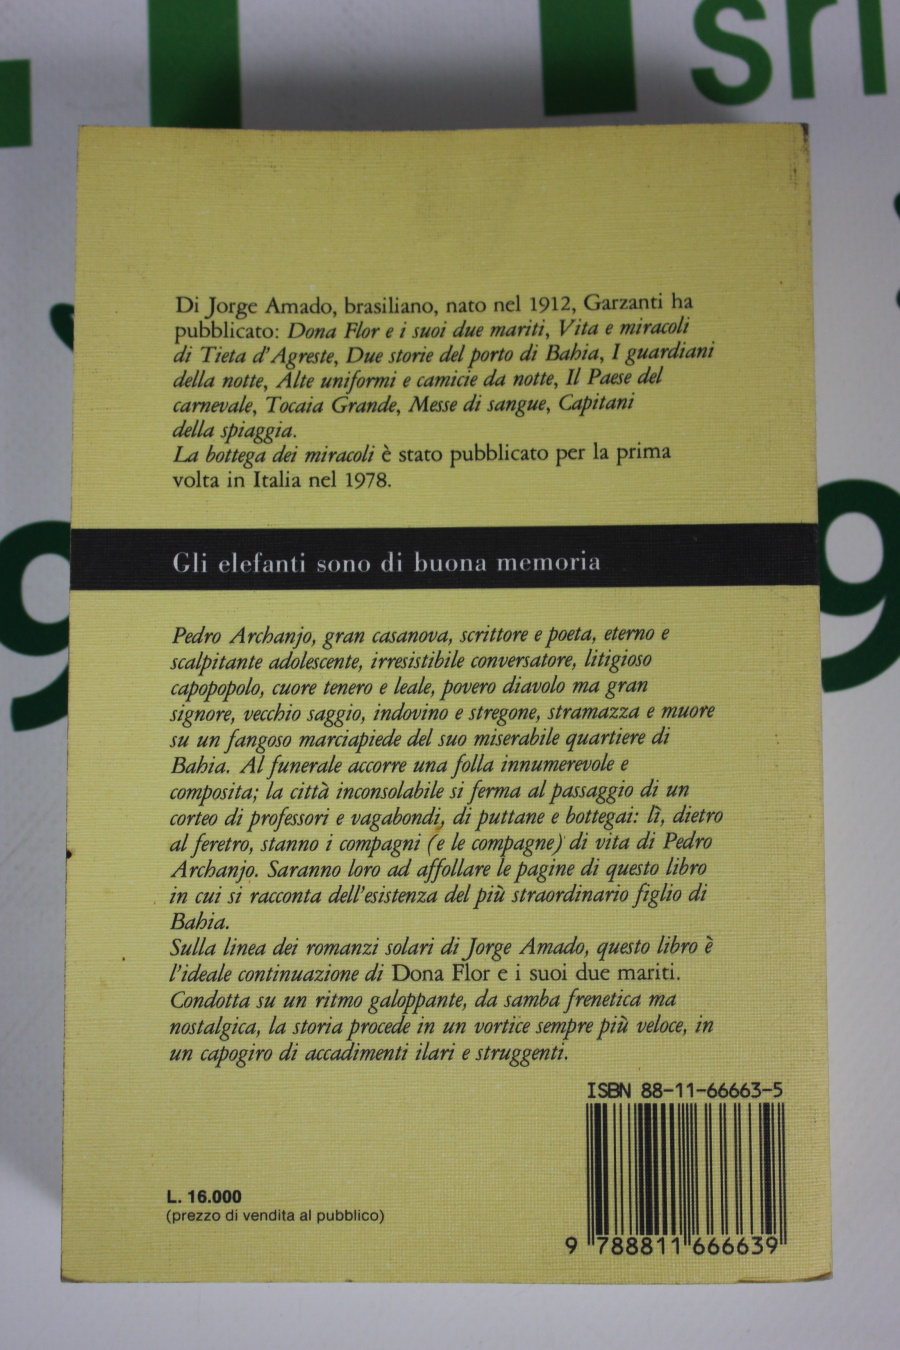 sri
Di Jorge Amado, brasiliano, nato nel 1912, Garzanti ha
pubblicato: Dona Flor e i suoi due mariti, Vita e miracoli
di Tieta d'Agreste, Due storie del porto di Bahia, I guardiani
della notte, Alte uniformi e camicie da notte, Il Paese del
carnevale, Tocaia Grande, Messe di sangue, Capitani
della spiaggia.
La bottega dei miracoli è stato pubblicato per la prima
volta in Italia nel 1978.
Gli elefanti sono di buona memoria
Pedro Archanjo, gran casanova, scrittore e poeta, eterno e
scalpitante adolescente, irresistibile conversatore, litigioso
capopopolo, cuore tenero e leale, povero diavolo ma gran
signore, vecchio saggio, indovino e stregone, stramazza e muore
su un fangoso marciapiede del suo miserabile quartiere di
Bahia. Al funerale accorre una folla innumerevole e
composita; la città inconsolabile si ferma al passaggio di un
corteo di professori e vagabondi, di puttane e bottegai: lì, dietro
al feretro, stanno i compagni (e le compagne) di vita di Pedro
Archanjo. Saranno loro ad affollare le pagine di questo libro
in cui si racconta dell'esistenza del più straordinario figlio di
Bahia.
Sulla linea dei romanzi solari di Jorge Amado, questo libro è
l'ideale continuazione di Dona Flor e i suoi due mariti.
Condotta su un ritmo galoppante, da samba frenetica ma
nostalgica, la storia procede in un vortice sempre più veloce, in
un capogiro di accadimenti ilari e struggenti.
ISBN 88-11-66663-5
9 788811 666639
L. 16.000
(prezzo di vendita al pubblico)